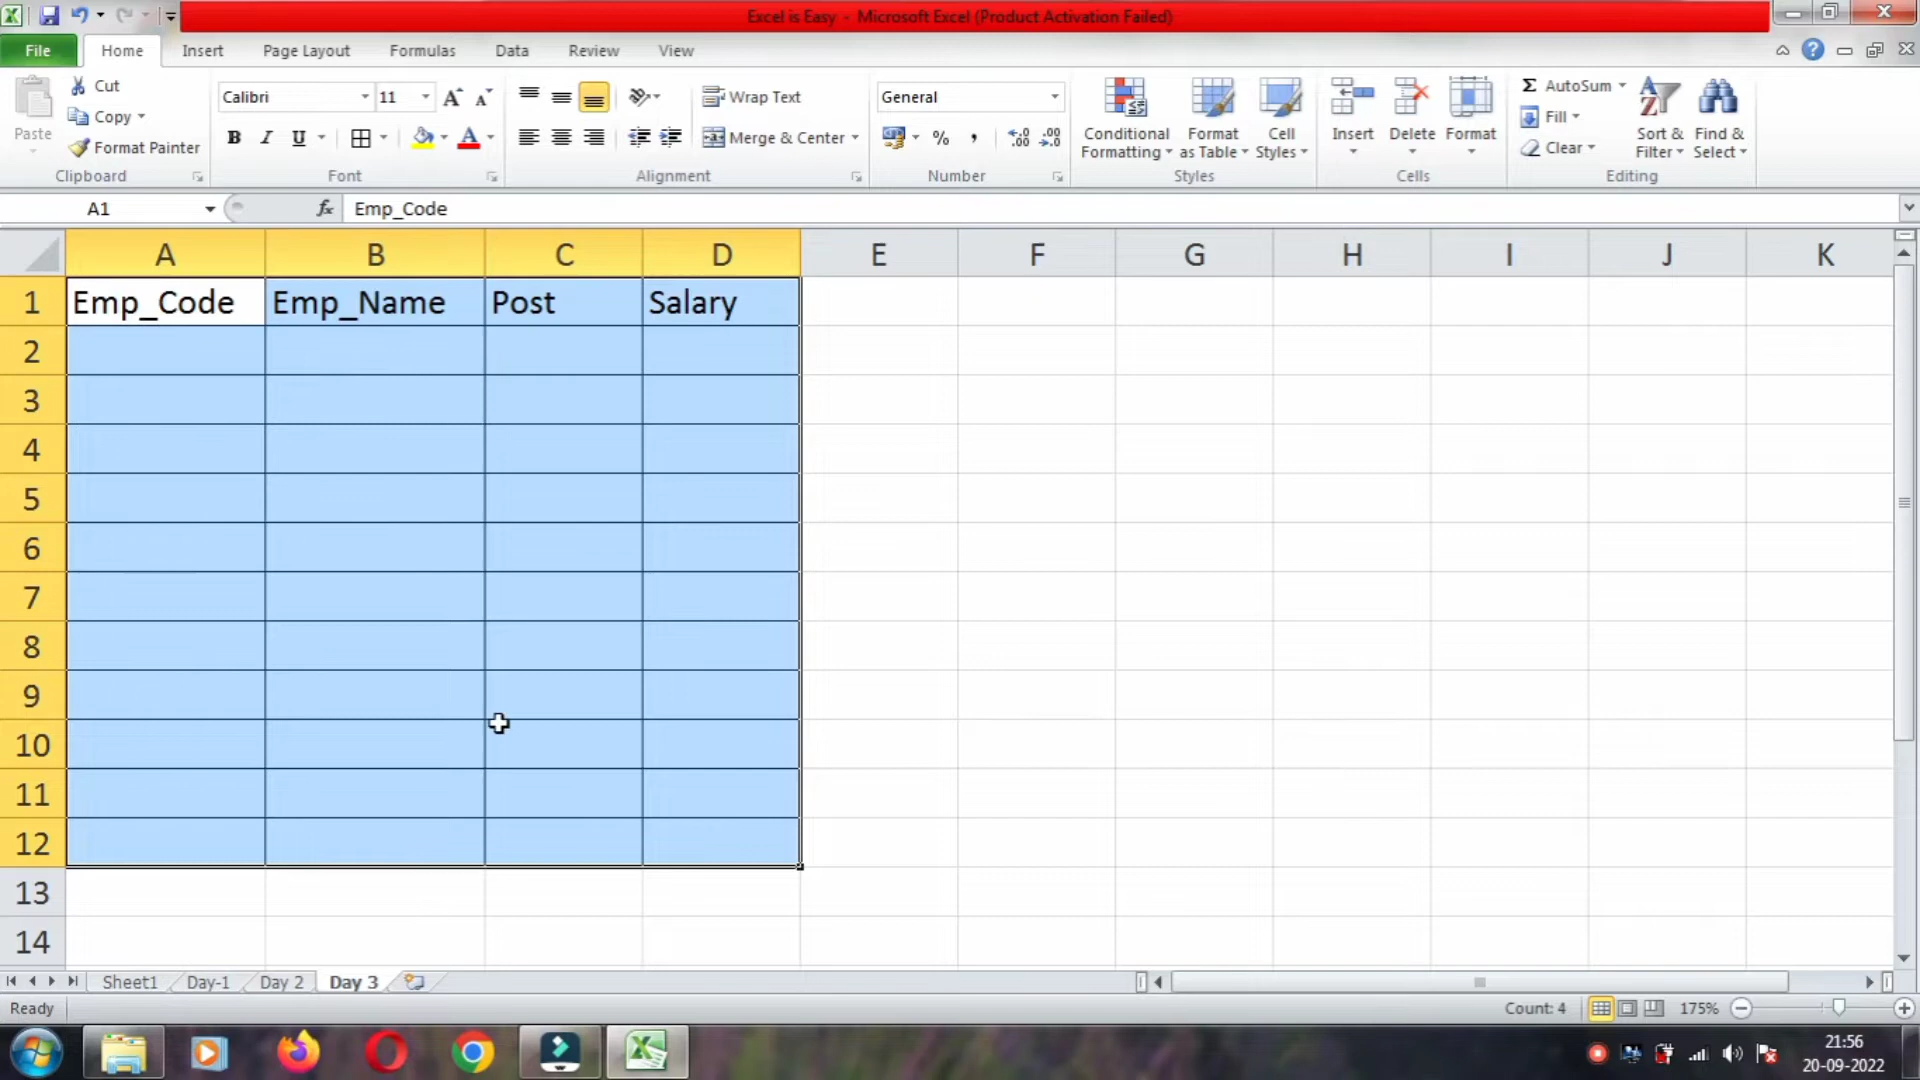 Excel is Easy - Microsoft Excel (Product Activation Failed)
File Home Insert Page Layout Formulas Data Review View
Paste
Cut
Copy
Format Painter
Clipboard
Calibri 11
B I U
Font
Wrap Text
Merge & Center
Alignment
General
%
Number
Conditional Formatting
Format as Table
Cell Styles
Styles
Insert
Delete
Format
Cells
Σ AutoSum
Fill
Clear
Sort & Filter
Find & Select
Editing
A1 fx Emp_Code
A B C D E F G H I J K
1 Emp_Code Emp_Name Post Salary
2
3
4
5
6
7
8
9
10
11
12
13
14
Sheet1 Day-1 Day 2 Day 3
Ready Count: 4 175%
21:56
20-09-2022